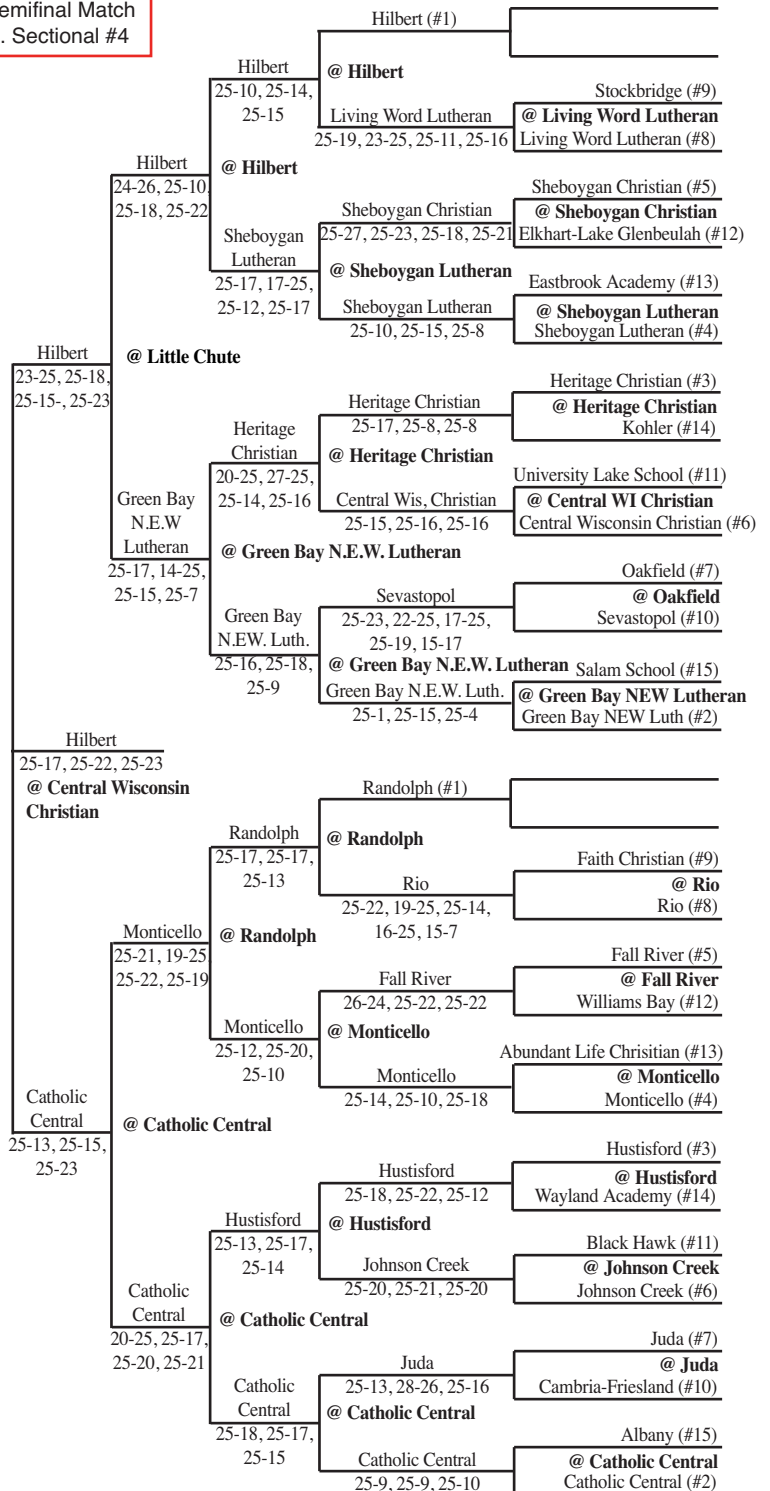 emifinal Match
. Sectional #4
Hilbert (#1)
Hilbert
25-10, 25-14,
25-15
@ Hilbert
Stockbridge (#9)
Living Word Lutheran
25-19, 23-25, 25-11, 25-16
@ Living Word Lutheran
Living Word Lutheran (#8)
Hilbert
24-26, 25-10,
25-18, 25-22
@ Hilbert
Sheboygan Christian (#5)
Sheboygan Christian
25-27, 25-23, 25-18, 25-21
@ Sheboygan Christian
Elkhart-Lake Glenbeulah (#12)
Sheboygan
Lutheran
25-17, 17-25,
25-12, 25-17
@ Sheboygan Lutheran
Eastbrook Academy (#13)
Sheboygan Lutheran
25-10, 25-15, 25-8
@ Sheboygan Lutheran
Sheboygan Lutheran (#4)
Hilbert
23-25, 25-18,
25-15-, 25-23
@ Little Chute
Heritage Christian (#3)
Heritage Christian
25-17, 25-8, 25-8
@ Heritage Christian
Kohler (#14)
Heritage
Christian
20-25, 27-25,
25-14, 25-16
@ Heritage Christian
University Lake School (#11)
Central Wis, Christian
25-15, 25-16, 25-16
@ Central WI Christian
Central Wisconsin Christian (#6)
Green Bay
N.E.W
Lutheran
25-17, 14-25,
25-15, 25-7
@ Green Bay N.E.W. Lutheran
Oakfield (#7)
Sevastopol
25-23, 22-25, 17-25,
25-19, 15-17
@ Oakfield
Sevastopol (#10)
Green Bay
N.EW. Luth.
25-16, 25-18,
25-9
@ Green Bay N.E.W. Lutheran
Salam School (#15)
Green Bay N.E.W. Luth.
25-1, 25-15, 25-4
@ Green Bay NEW Lutheran
Green Bay NEW Luth (#2)
Hilbert
25-17, 25-22, 25-23
@ Central Wisconsin
Christian
Randolph (#1)
Randolph
25-17, 25-17,
25-13
@ Randolph
Faith Christian (#9)
Rio
25-22, 19-25, 25-14,
16-25, 15-7
@ Rio
Rio (#8)
Monticello
25-21, 19-25,
25-22, 25-19
@ Randolph
Fall River (#5)
Fall River
26-24, 25-22, 25-22
@ Fall River
Williams Bay (#12)
Monticello
25-12, 25-20,
25-10
@ Monticello
Abundant Life Chrisitian (#13)
Monticello
25-14, 25-10, 25-18
@ Monticello
Monticello (#4)
Catholic
Central
25-13, 25-15,
25-23
@ Catholic Central
Hustisford (#3)
Hustisford
25-18, 25-22, 25-12
@ Hustisford
Wayland Academy (#14)
Hustisford
25-13, 25-17,
25-14
@ Hustisford
Black Hawk (#11)
Johnson Creek
25-20, 25-21, 25-20
@ Johnson Creek
Johnson Creek (#6)
Catholic
Central
20-25, 25-17,
25-20, 25-21
@ Catholic Central
Juda (#7)
Juda
25-13, 28-26, 25-16
@ Juda
Cambria-Friesland (#10)
Catholic
Central
25-18, 25-17,
25-15
@ Catholic Central
Albany (#15)
Catholic Central
25-9, 25-9, 25-10
@ Catholic Central
Catholic Central (#2)